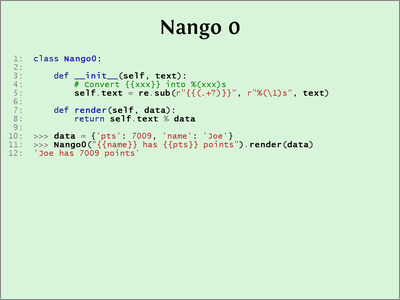 Nango 0
1: class Nango0:
2:
3:     def __init__(self, text):
4:         # Convert {{xxx}} into %(xxx)s
5:         self.text = re.sub(r"{{(.+?)}}", r"%(\1)s", text)
6:
7:     def render(self, data):
8:         return self.text % data
9:
10: >>> data = {'pts': 7009, 'name': 'Joe'}
11: >>> Nango0("{{name}} has {{pts}} points").render(data)
12: 'Joe has 7009 points'